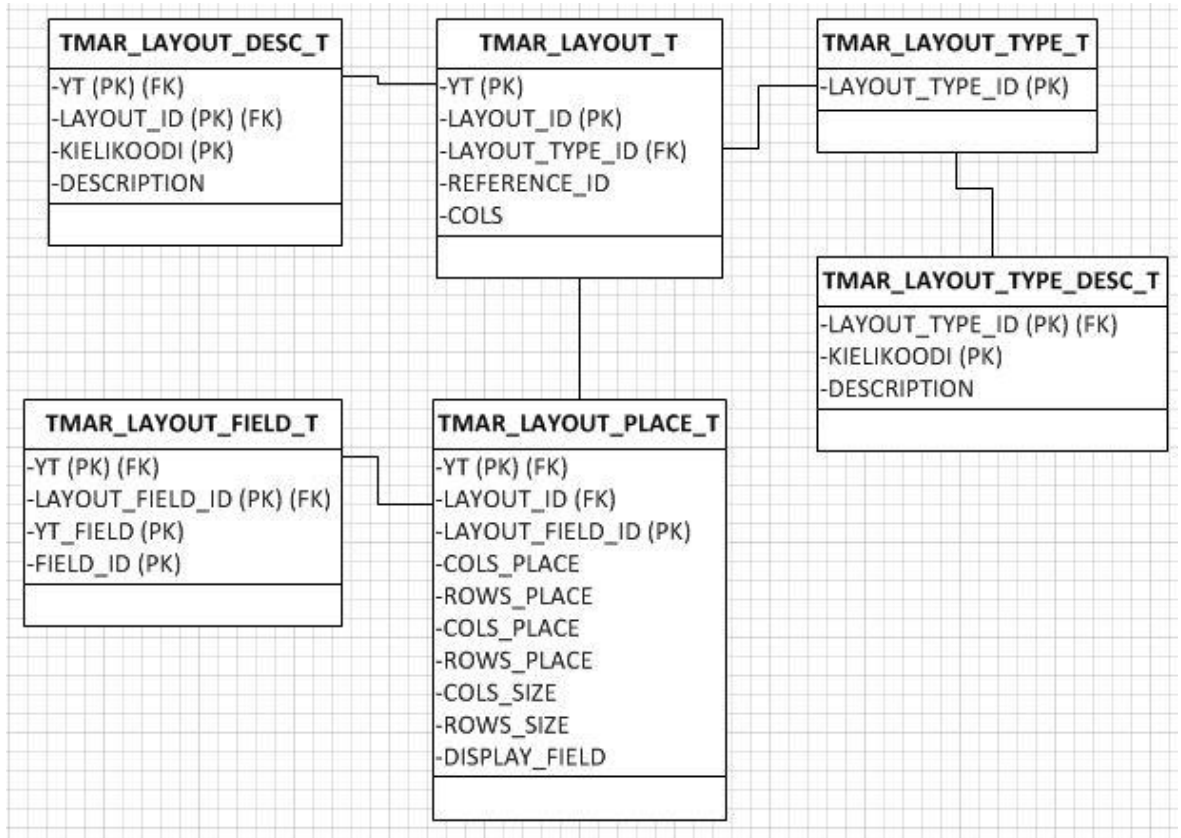 TMAR_LAYOUT_DESC_T
-YT (PK) (FK)
-LAYOUT_ID (PK) (FK)
-KIELIKOODI (PK)
-DESCRIPTION
TMAR_LAYOUT_T
-YT (PK)
-LAYOUT_ID (PK)
-LAYOUT_TYPE_ID (FK)
-REFERENCE_ID
-COLS
TMAR_LAYOUT_TYPE_T
-LAYOUT_TYPE_ID (PK)
TMAR_LAYOUT_TYPE_DESC_T
-LAYOUT_TYPE_ID (PK) (FK)
-KIELIKOODI (PK)
-DESCRIPTION
TMAR_LAYOUT_FIELD_T
-YT (PK) (FK)
-LAYOUT_FIELD_ID (PK) (FK)
-YT_FIELD (PK)
-FIELD_ID (PK)
TMAR_LAYOUT_PLACE_T
-YT (PK) (FK)
-LAYOUT_ID (FK)
-LAYOUT_FIELD_ID (PK)
-COLS_PLACE
-ROWS_PLACE
-COLS_PLACE
-ROWS_PLACE
-COLS_SIZE
-ROWS_SIZE
-DISPLAY_FIELD